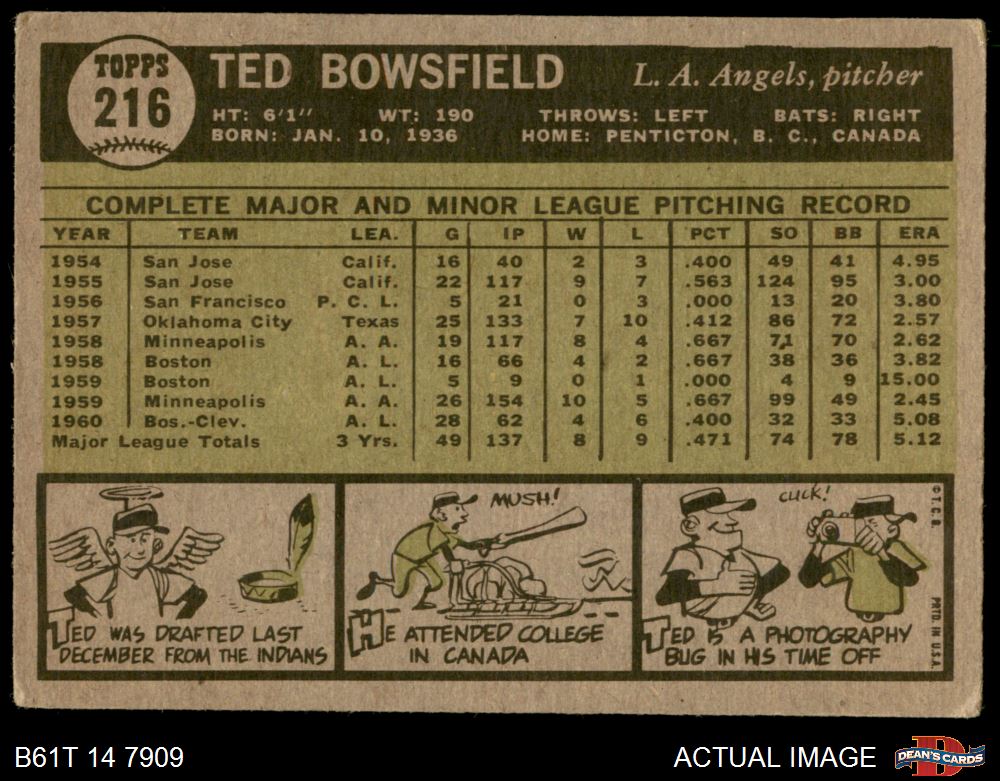 TOPPS
216
TED BOWSFIELD L. A. Angels, pitcher
HT: 6'1" WT: 190 THROWS: LEFT BATS: RIGHT
BORN: JAN. 10, 1936 HOME: PENTICTON, B. C., CANADA
COMPLETE MAJOR AND MINOR LEAGUE PITCHING RECORD
YEAR TEAM LEA. G IP W L PCT SO BB ERA
1954 San Jose Calif. 16 40 2 3 .400 49 41 4.95
1955 San Jose Calif. 22 117 9 7 .563 124 95 3.00
1956 San Francisco P. C. L. 5 21 0 3 .000 13 20 3.80
1957 Oklahoma City Texas 25 133 7 10 .412 86 72 2.57
1958 Minneapolis A. A. 19 117 8 4 .667 71 70 2.62
1958 Boston A. L. 16 66 4 2 .667 38 36 3.82
1959 Boston A. L. 5 9 0 1 .000 4 9 15.00
1959 Minneapolis A. A. 26 154 10 5 .667 99 49 2.45
1960 Bos.-Clev. A. L. 28 62 4 6 .400 32 33 5.08
Major League Totals 3 Yrs. 49 137 8 9 .471 74 78 5.12
TED WAS DRAFTED LAST
DECEMBER FROM THE INDIANS
MUSH!
HE ATTENDED COLLEGE
IN CANADA
CLICK!
TED IS A PHOTOGRAPHY
BUG IN HIS TIME OFF
© T. C. G.
PRTD. IN U.S.A.
B61T 14 7909
ACTUAL IMAGE
D
DEAN'S CARDS